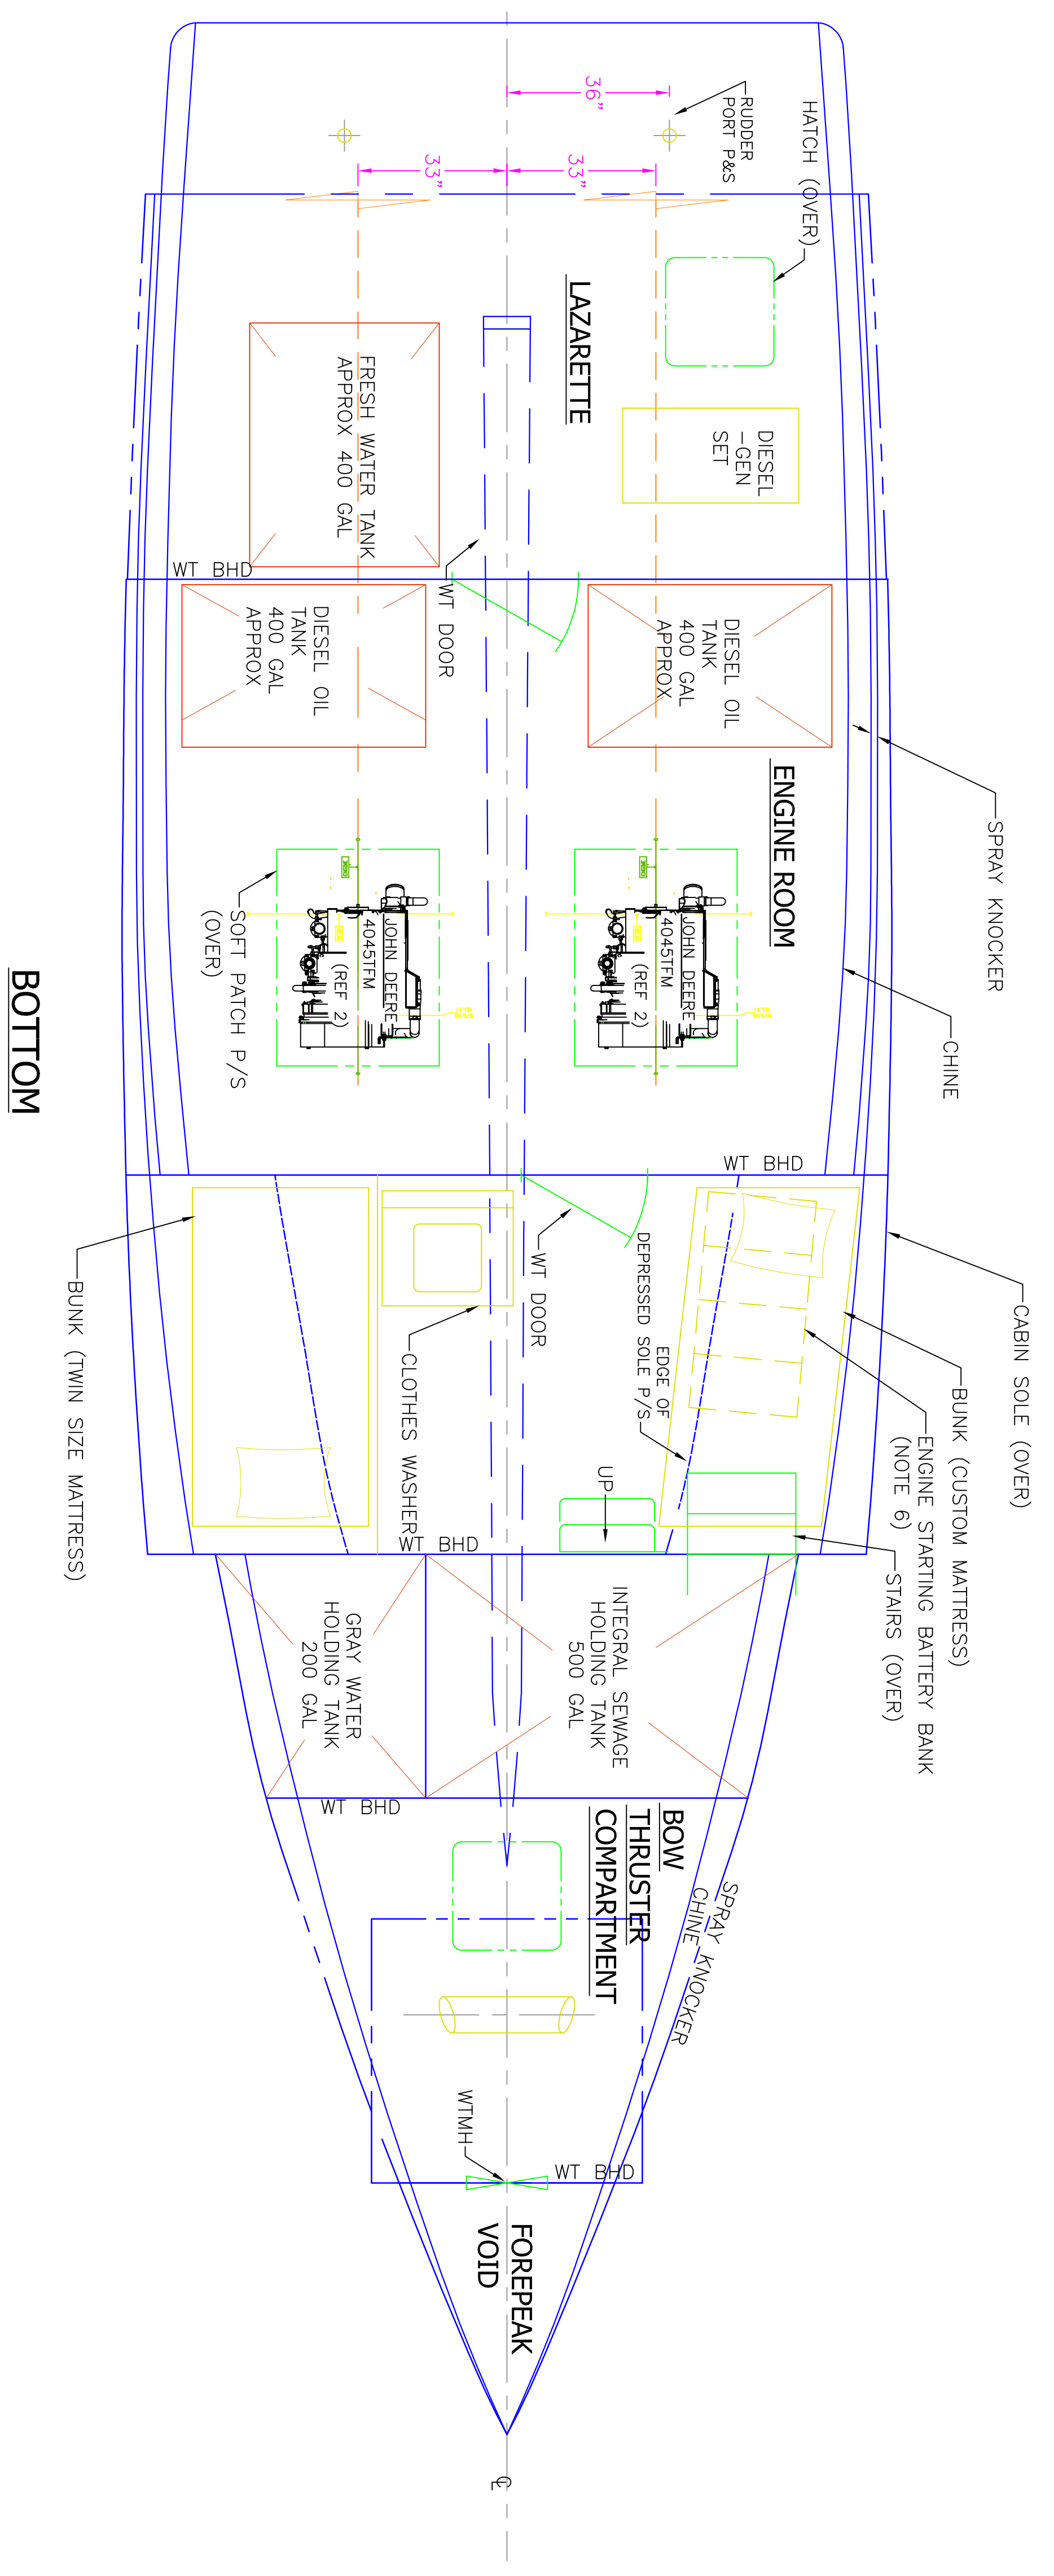 36"
RUDDER
PORT P&S
HATCH (OVER)
33"
33"
LAZARETTE
DIESEL
-GEN
SET
FRESH WATER TANK
APPROX 400 GAL
WT BHD
WT DOOR
DIESEL OIL
TANK
400 GAL
APPROX
DIESEL OIL
TANK
400 GAL
APPROX
ENGINE ROOM
SPRAY KNOCKER
CHINE
JOHN DEERE
4045TFM
(REF 2)
JOHN DEERE
4045TFM
(REF 2)
SOFT PATCH P/S
(OVER)
BOTTOM
WT BHD
WT DOOR
DEPRESSED SOLE P/S
EDGE OF
CABIN SOLE (OVER)
BUNK (CUSTOM MATTRESS)
ENGINE STARTING BATTERY BANK
(NOTE 6)
STAIRS (OVER)
UP
CLOTHES WASHER
BUNK (TWIN SIZE MATTRESS)
WT BHD
INTEGRAL SEWAGE
HOLDING TANK
500 GAL
GRAY WATER
HOLDING TANK
200 GAL
WT BHD
BOW
THRUSTER
COMPARTMENT
SPRAY
CHINE KNOCKER
WTMH
WT BHD
FOREPEAK
VOID
℄